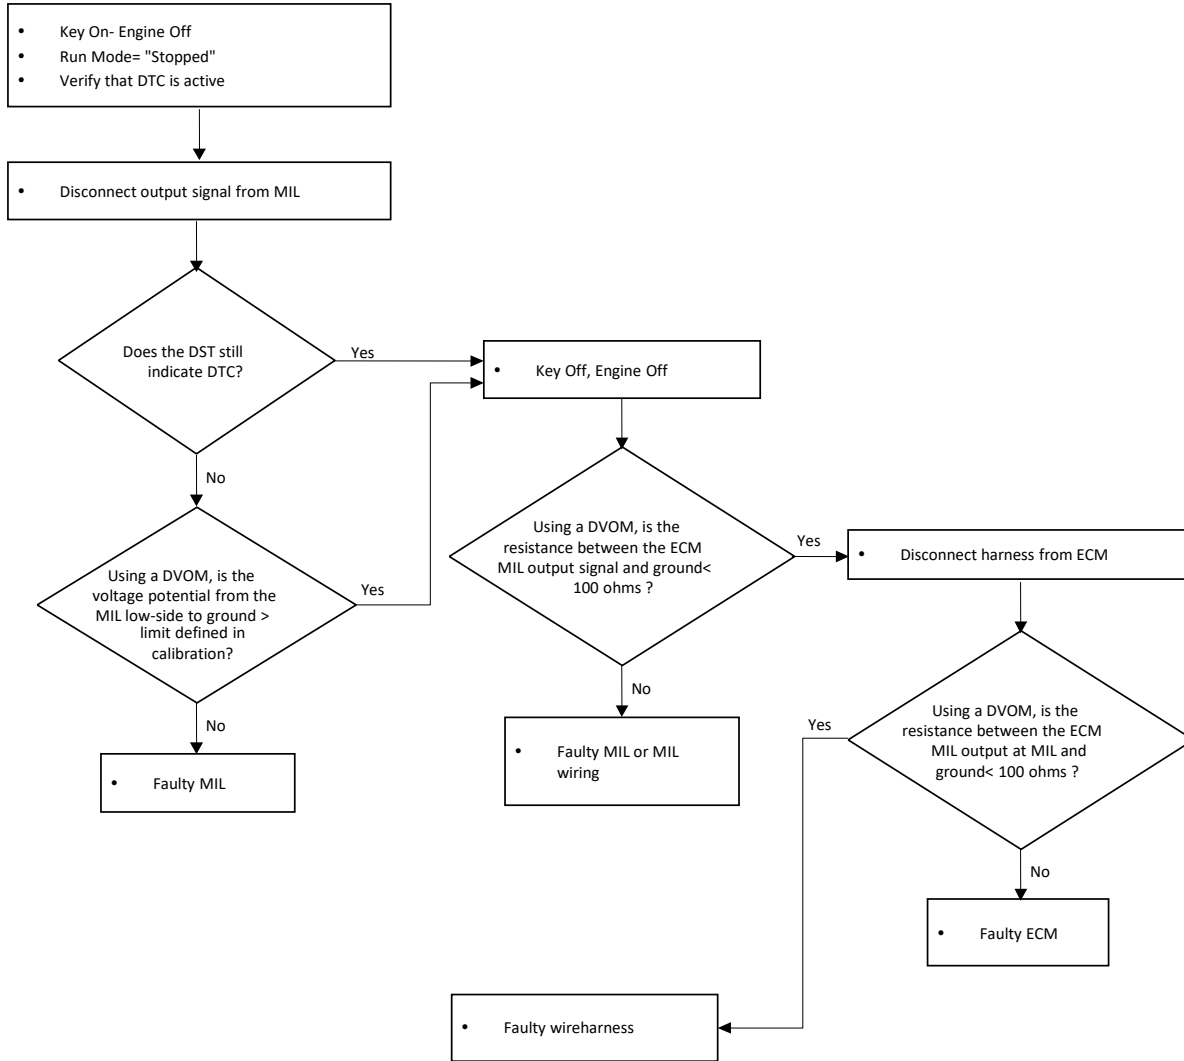 • Key On- Engine Off
• Run Mode= "Stopped"
• Verify that DTC is active
• Disconnect output signal from MIL
Does the DST still
indicate DTC?
Yes
No
• Key Off, Engine Off
Using a DVOM, is the
voltage potential from the
MIL low-side to ground >
limit defined in
calibration?
Yes
No
• Faulty MIL
Using a DVOM, is the
resistance between the ECM
MIL output signal and ground<
100 ohms ?
Yes
No
• Faulty MIL or MIL
wiring
• Disconnect harness from ECM
Using a DVOM, is the
resistance between the ECM
MIL output at MIL and
ground< 100 ohms ?
Yes
No
• Faulty ECM
• Faulty wireharness